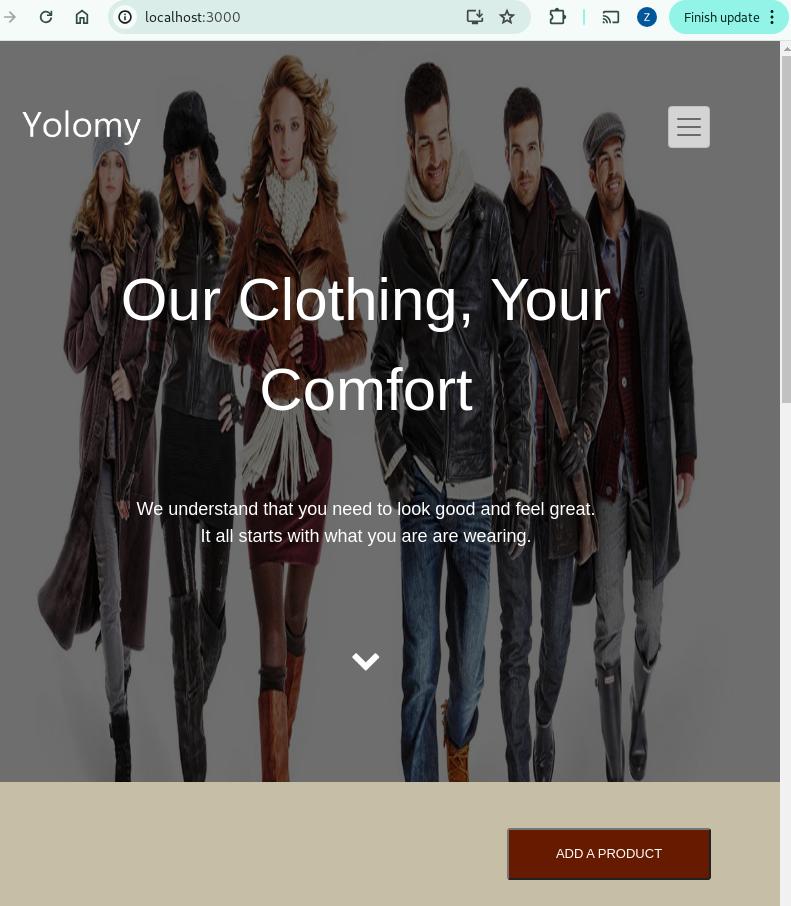 localhost:3000
Z
Finish update
Yolomy
Our Clothing, Your
Comfort
We understand that you need to look good and feel great.
It all starts with what you are are wearing.
ADD A PRODUCT